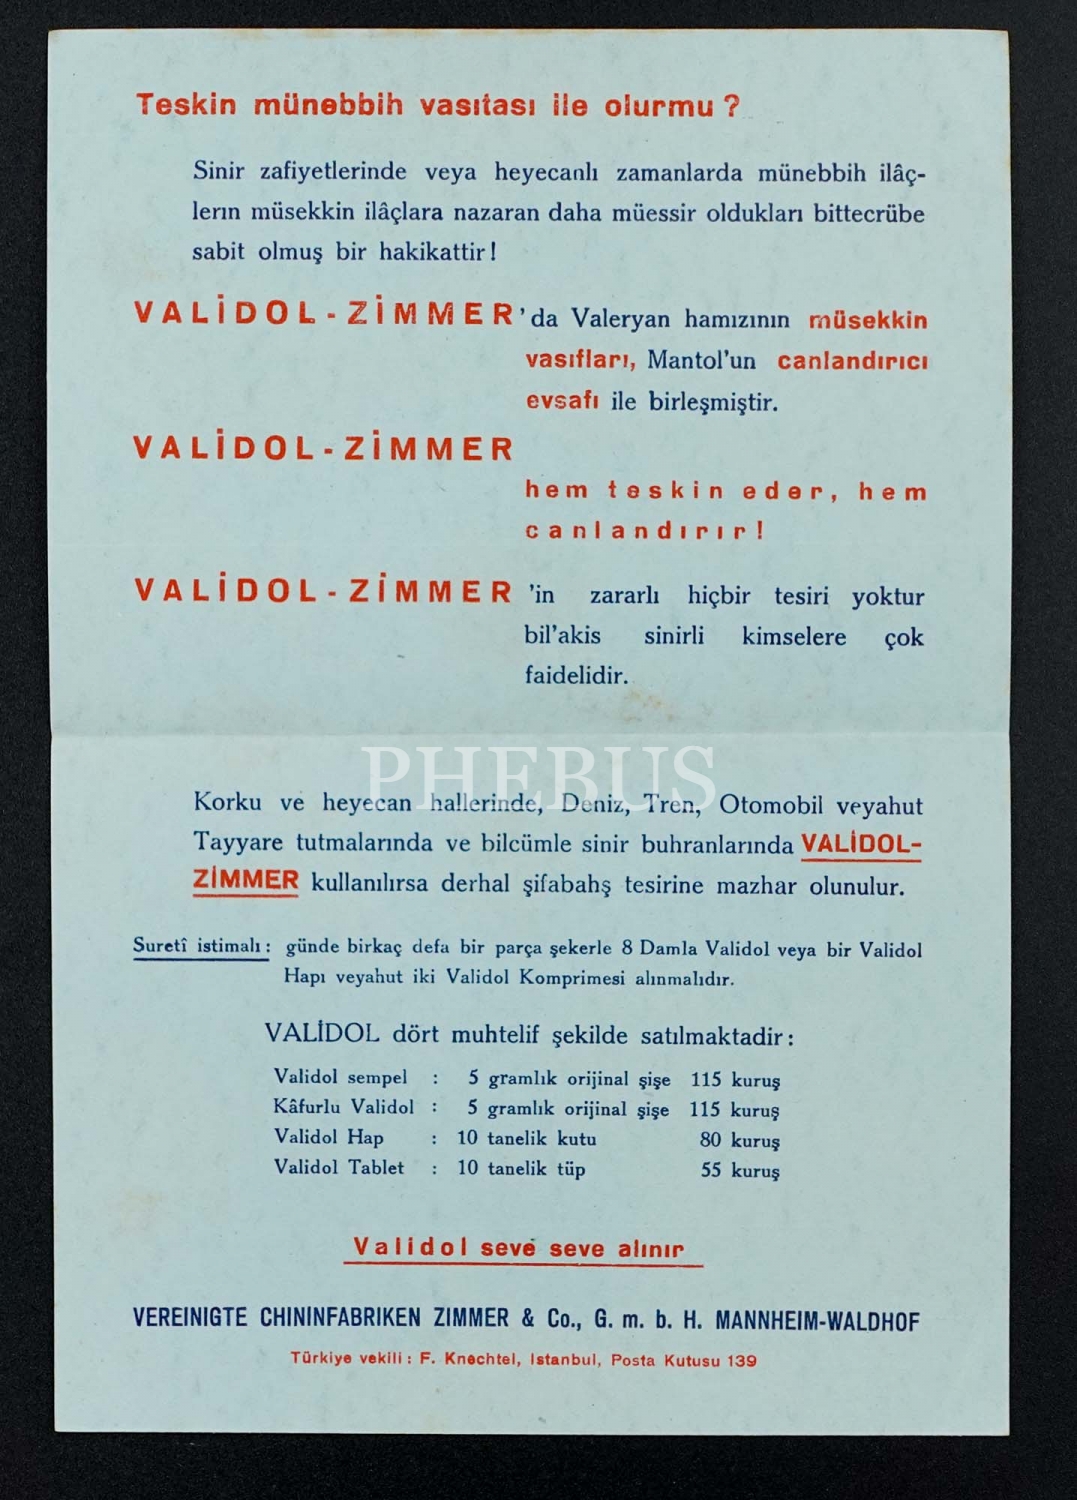 Teskin münebbih vasıtası ile olurmu ?
Sinir zafiyetlerinde veya heyecanlı zamanlarda münebbih ilâç-
lerın müsekkin ilâçlara nazaran daha müessir oldukları bittecrübe
sabit olmuş bir hakikattir !
VALİDOL - ZİMMER 'da Valeryan hamızının müsekkin
vasıfları, Mantol'un canlandırıcı
evsafı ile birleşmiştir.
VALİDOL - ZİMMER
hem teskin eder, hem
canlandırır !
VALİDOL - ZİMMER 'in zararlı hiçbir tesiri yoktur
bil'akis sinirli kimselere çok
faidelidir.
PHEBUS
Korku ve heyecan hallerinde, Deniz, Tren, Otomobil veyahut
Tayyare tutmalarında ve bilcümle sinir buhranlarında VALİDOL-
ZİMMER kullanılırsa derhal şifabahş tesirine mazhar olunulur.
Suretî istimalı : günde birkaç defa bir parça şekerle 8 Damla Validol veya bir Validol
Hapı veyahut iki Validol Komprimesi alınmalıdır.
VALİDOL dört muhtelif şekilde satılmaktadir :
Validol sempel : 5 gramlık orijinal şişe 115 kuruş
Kâfurlu Validol : 5 gramlık orijinal şişe 115 kuruş
Validol Hap : 10 tanelik kutu 80 kuruş
Validol Tablet : 10 tanelik tüp 55 kuruş
Validol seve seve alınır
VEREINIGTE CHININFABRIKEN ZIMMER & Co., G. m. b. H. MANNHEIM-WALDHOF
Türkiye vekili : F. Knechtel, Istanbul, Posta Kutusu 139